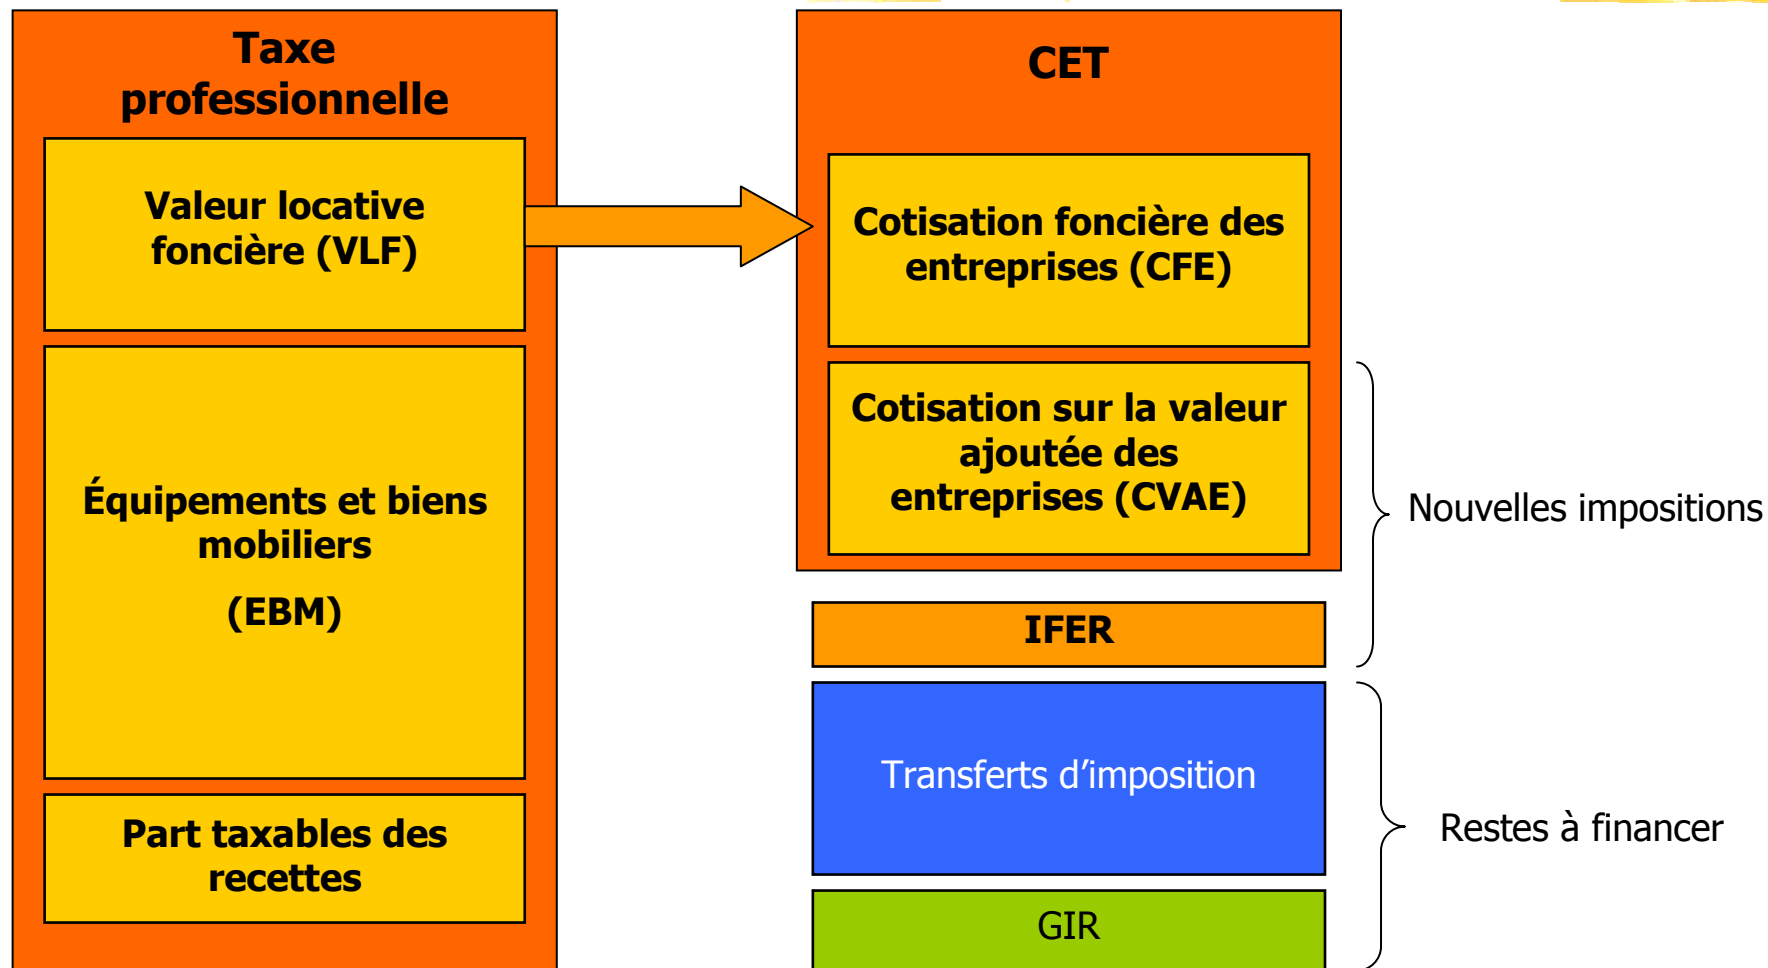 Taxe
professionnelle
Valeur locative
foncière (VLF)
Équipements et biens
mobiliers
(EBM)
Part taxables des
recettes
CET
Cotisation foncière des
entreprises (CFE)
Cotisation sur la valeur
ajoutée des
entreprises (CVAE)
IFER
Transferts d’imposition
GIR
Nouvelles impositions
Restes à financer